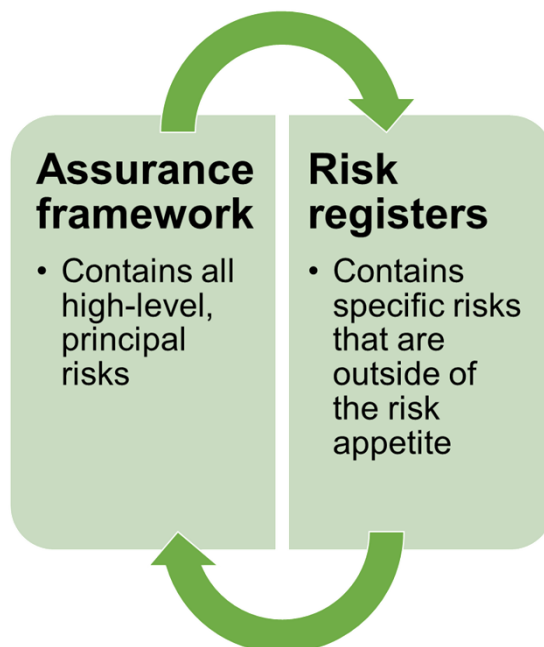 Assurance
framework
• Contains all
high-level,
principal
risks
Risk
registers
• Contains
specific risks
that are
outside of
the risk
appetite